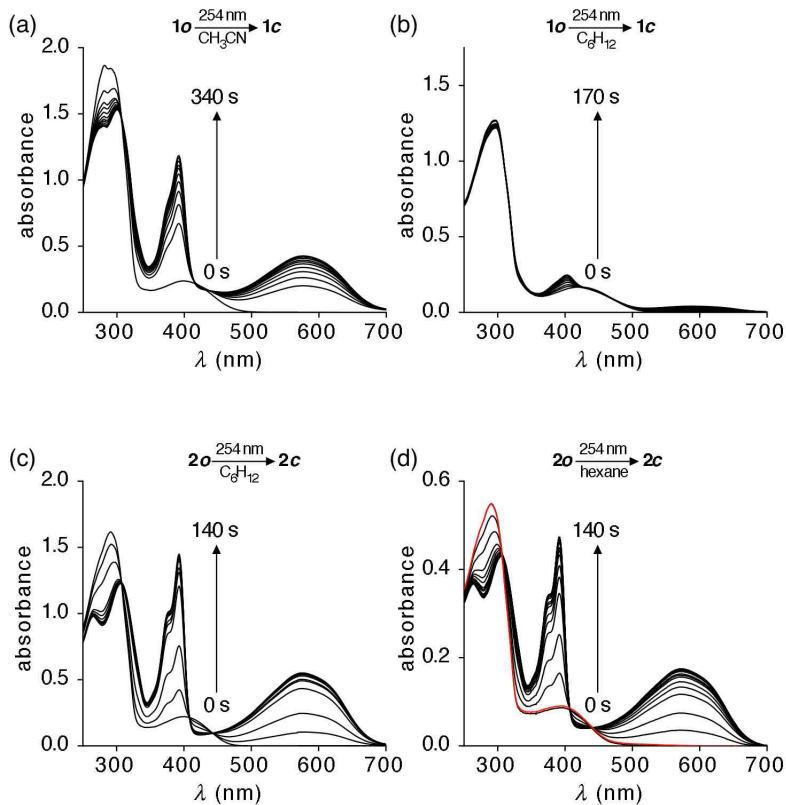 (a)
1o 254 nm 1c
CH3CN
340 s
0 s
absorbance
2.0
1.5
1.0
0.5
0.0
300 400 500 600 700
λ (nm)
(b)
1o 254 nm 1c
C6H12
170 s
0 s
absorbance
1.5
1.0
0.5
0.0
300 400 500 600 700
λ (nm)
(c)
2o 254 nm 2c
C6H12
140 s
0 s
absorbance
2.0
1.5
1.0
0.5
0.0
300 400 500 600 700
λ (nm)
(d)
2o 254 nm 2c
hexane
140 s
0 s
absorbance
0.6
0.4
0.2
0.0
300 400 500 600 700
λ (nm)